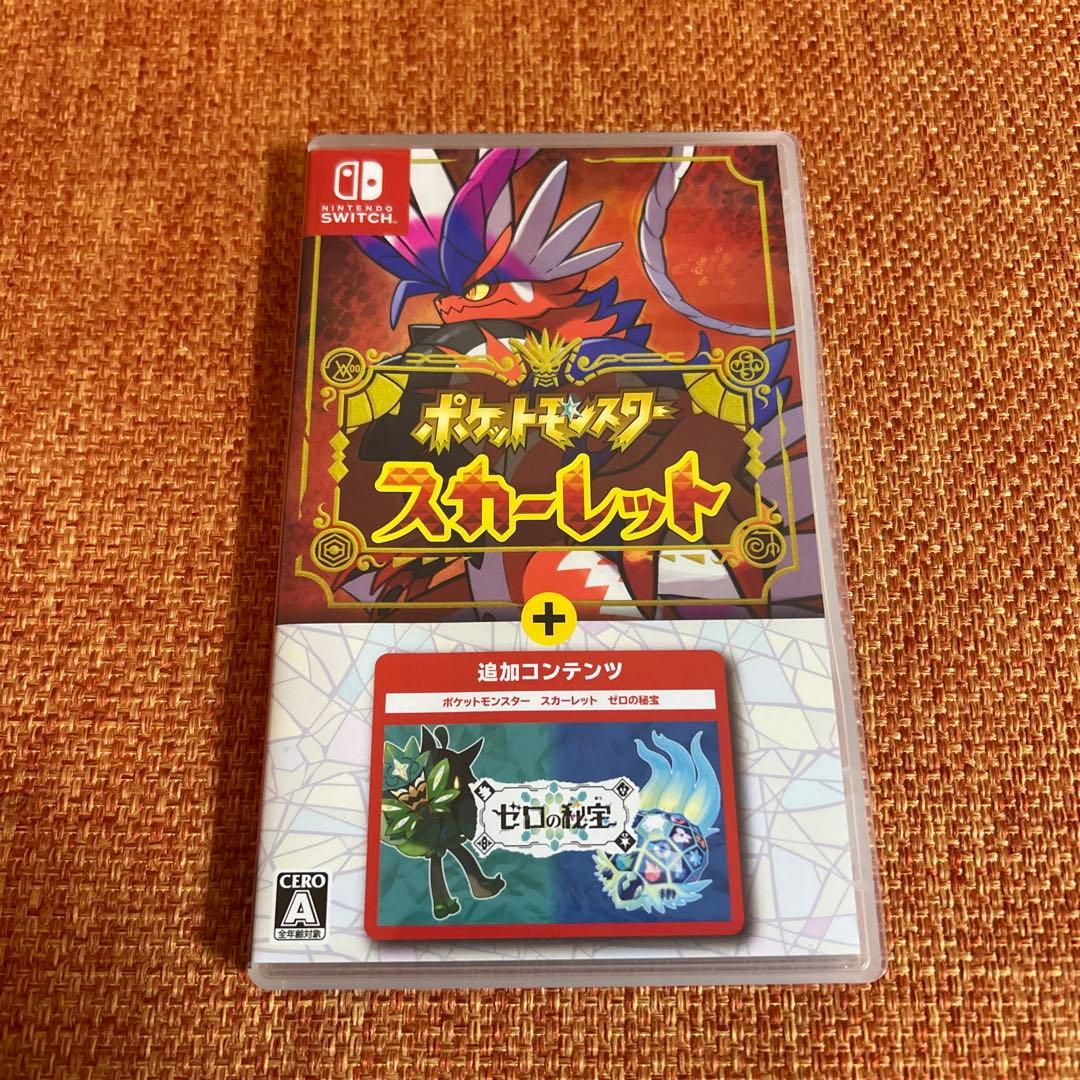 NINTENDO
SWITCH™
ポケットモンスター
スカーレット
+
追加コンテンツ
ポケットモンスター スカーレット ゼロの秘宝
ゼロの秘宝
CERO
A
全年齢対象